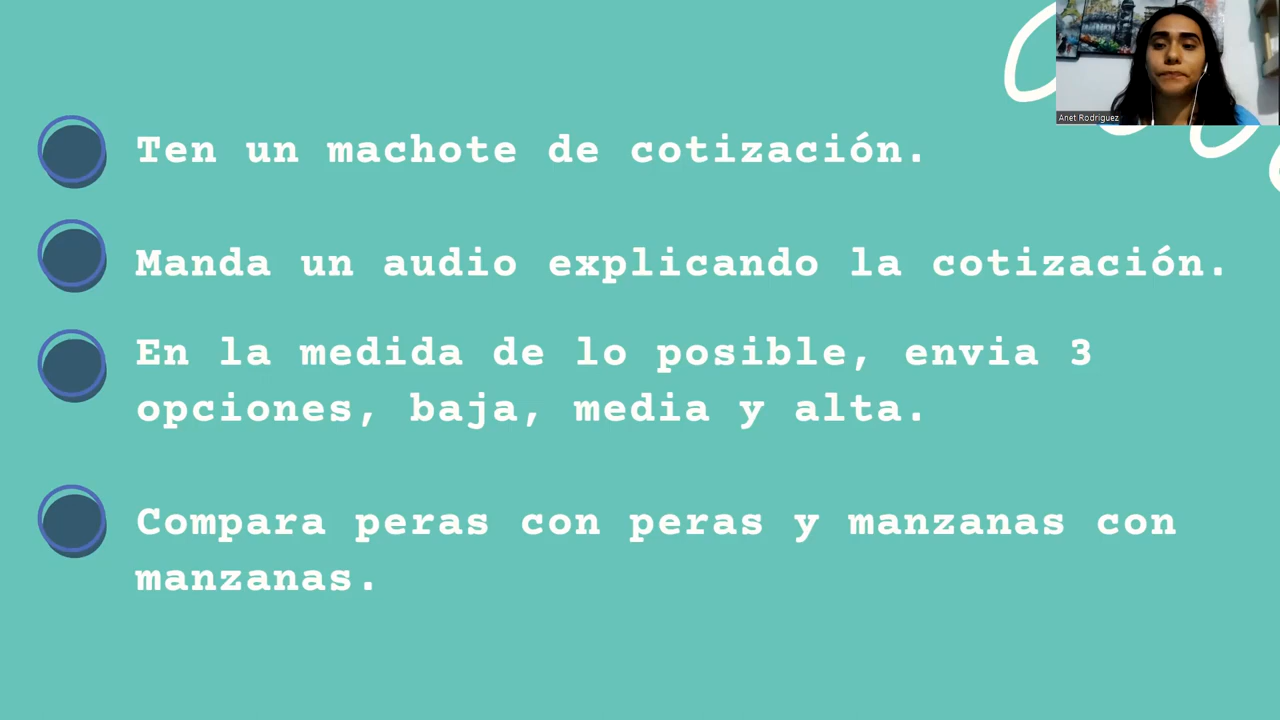 Ten un machote de cotización.
Manda un audio explicando la cotización.
En la medida de lo posible, envia 3
opciones, baja, media y alta.
Compara peras con peras y manzanas con
manzanas.
Anet Rodriguez